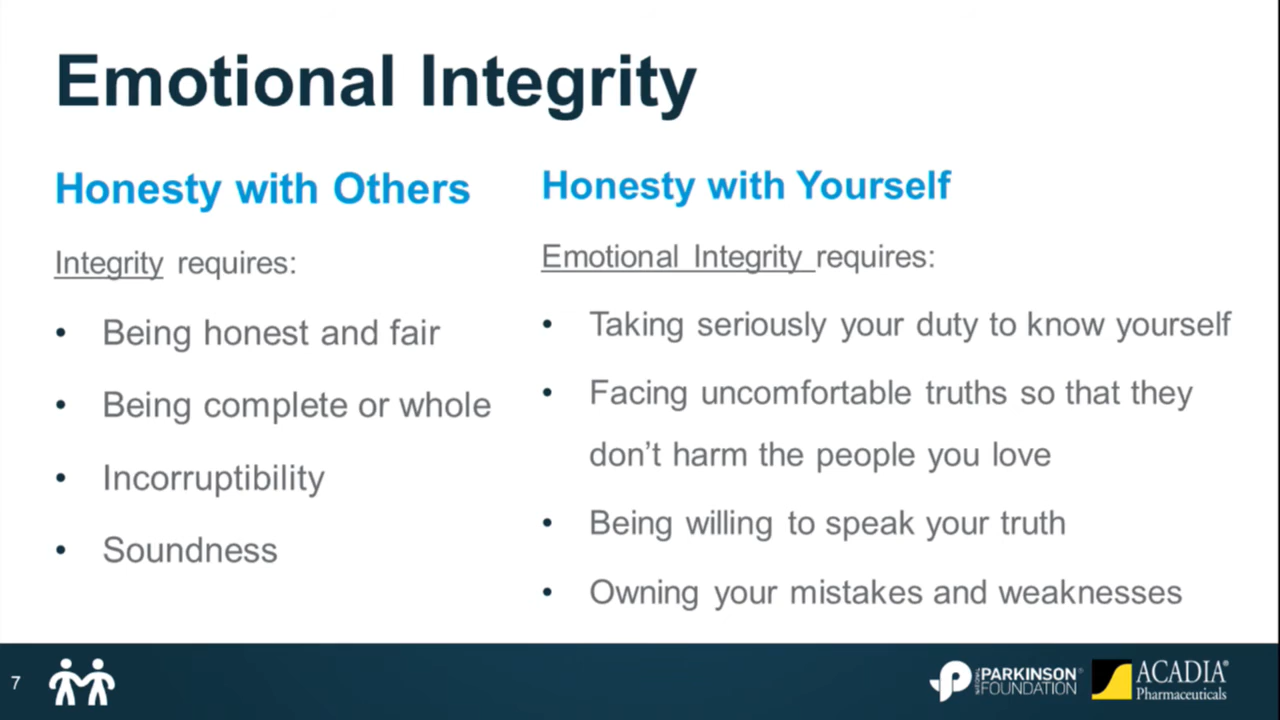 Emotional Integrity
Honesty with Others
Integrity requires:
• Being honest and fair
• Being complete or whole
• Incorruptibility
• Soundness
Honesty with Yourself
Emotional Integrity requires:
• Taking seriously your duty to know yourself
• Facing uncomfortable truths so that they
don’t harm the people you love
• Being willing to speak your truth
• Owning your mistakes and weaknesses
7
PARKINSON
FOUNDATION
ACADIA®
Pharmaceuticals